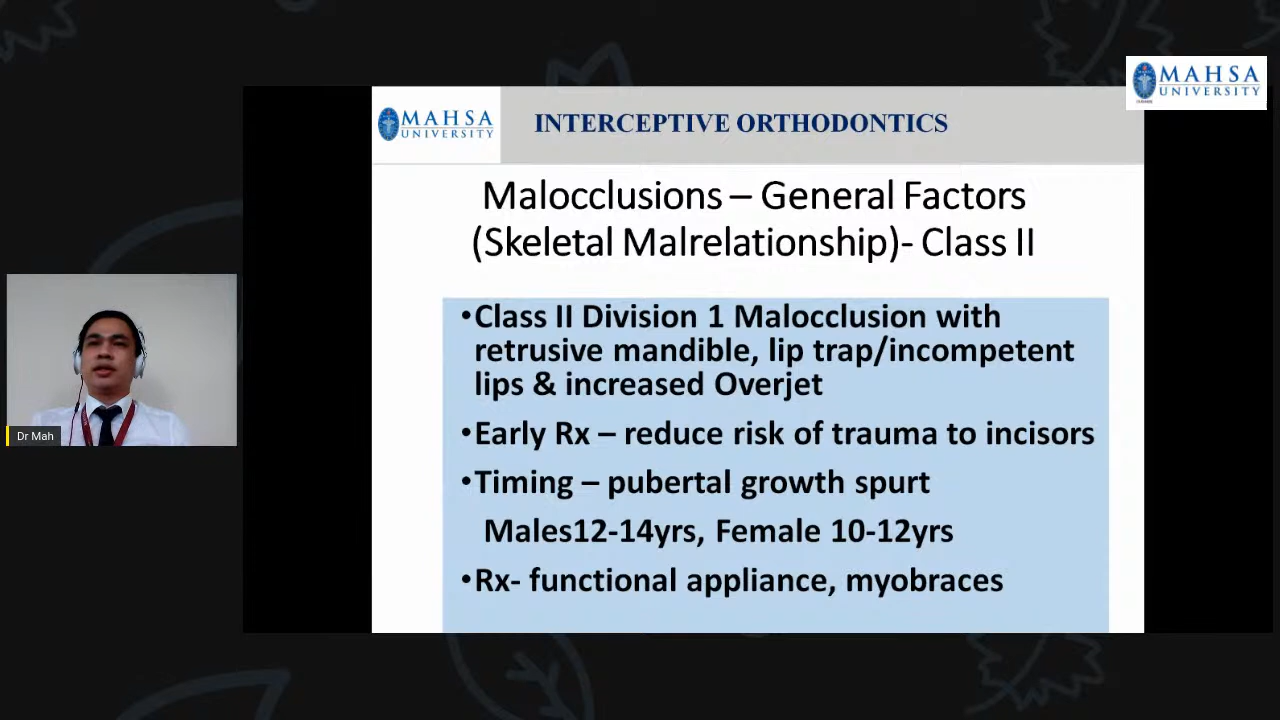 MAHSA
UNIVERSITY
MAHSA
UNIVERSITY
INTERCEPTIVE ORTHODONTICS
Malocclusions – General Factors
(Skeletal Malrelationship)- Class II
•Class II Division 1 Malocclusion with
retrusive mandible, lip trap/incompetent
lips & increased Overjet
•Early Rx – reduce risk of trauma to incisors
•Timing – pubertal growth spurt
Males12-14yrs, Female 10-12yrs
•Rx- functional appliance, myobraces
Dr Mah